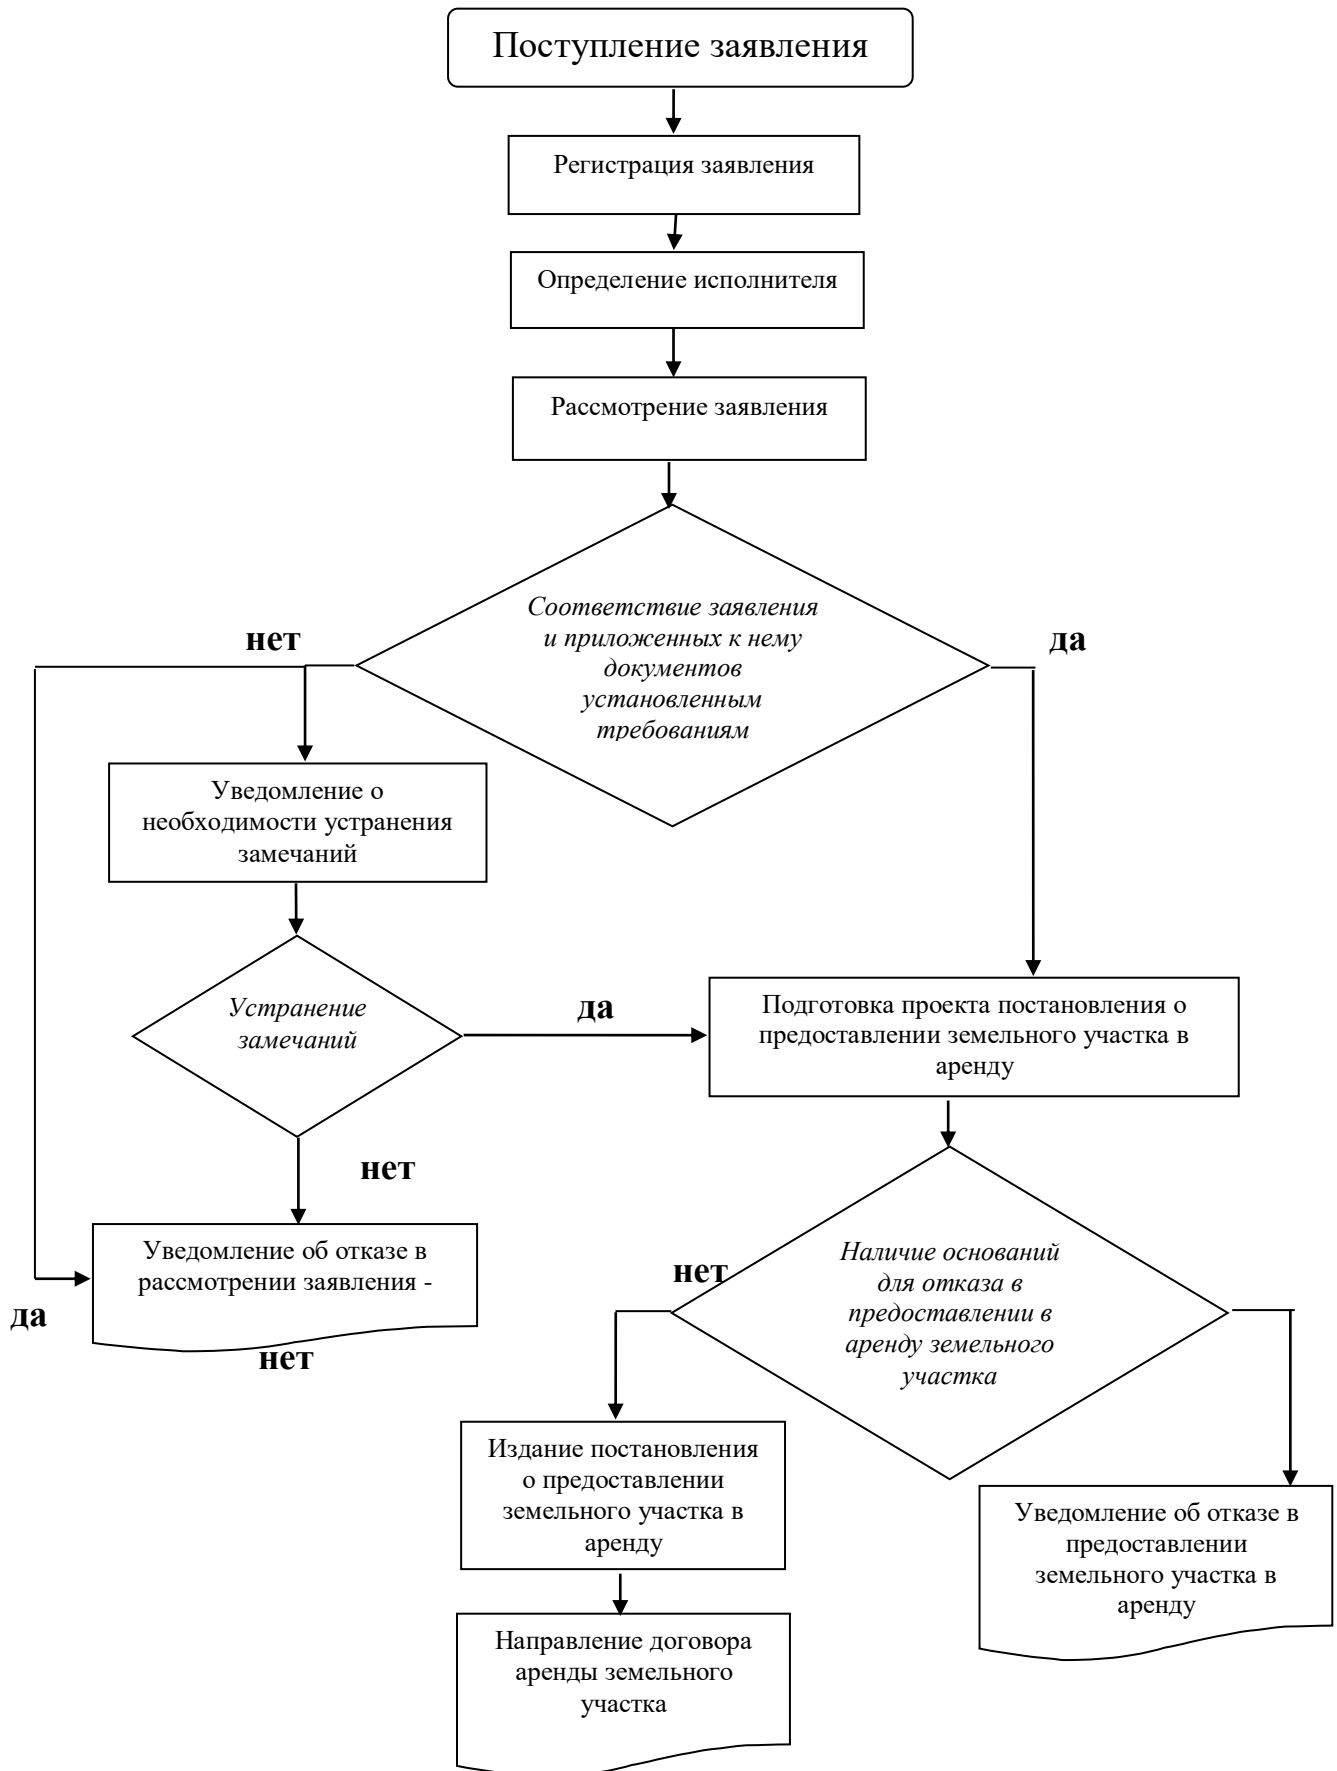 Поступление заявления
Регистрация заявления
Определение исполнителя
Рассмотрение заявления
Соответствие заявления
и приложенных к нему
документов
установленным
требованиям
нет
да
Уведомление о
необходимости устранения
замечаний
Устранение
замечаний
да
Подготовка проекта постановления о
предоставлении земельного участка в
аренду
нет
Уведомление об отказе в
рассмотрении заявления -
да
нет
Наличие оснований
для отказа в
предоставлении в
аренду земельного
участка
нет
Издание постановления
о предоставлении
земельного участка в
аренду
Уведомление об отказе в
предоставлении
земельного участка в
аренду
Направление договора
аренды земельного
участка